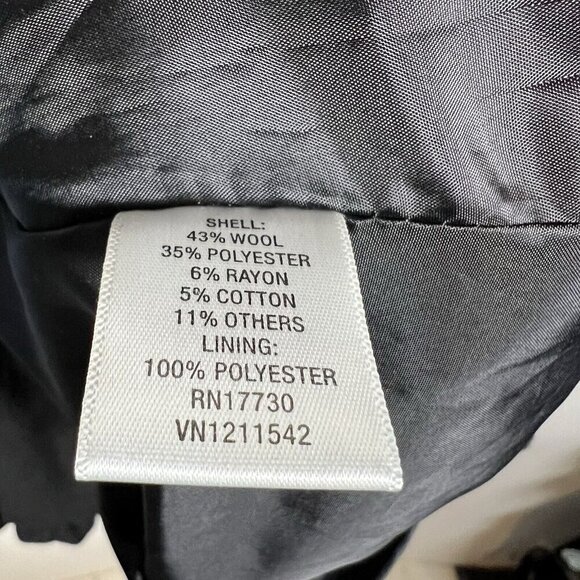 SHELL:
43% WOOL
35% POLYESTER
6% RAYON
5% COTTON
11% OTHERS
LINING:
100% POLYESTER
RN17730
VN1211542